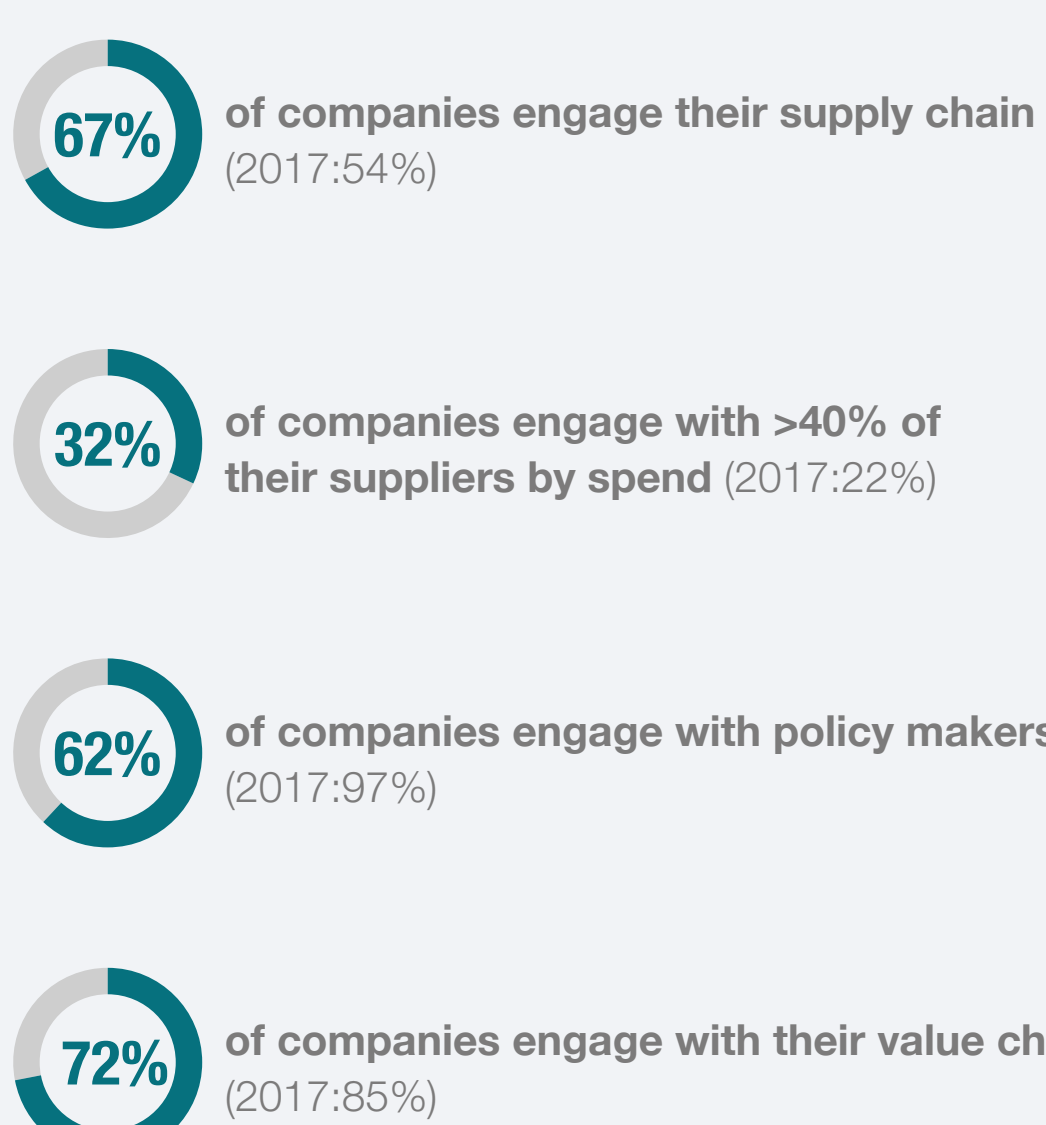 67%
of companies engage their supply chain
(2017:54%)
32%
of companies engage with >40% of
their suppliers by spend (2017:22%)
62%
of companies engage with policy makers
(2017:97%)
72%
of companies engage with their value
(2017:85%)